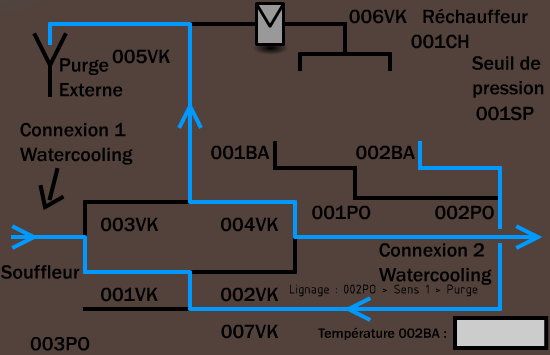 006VK Réchauffeur
001CH
005VK
Purge
Externe
Seuil de
pression
001SP
Connexion 1
Watercooling
001BA
002BA
003VK
004VK
001PO
002PO
Connexion 2
Watercooling
Souffleur
Lignage : 002PO > Sens 1 > Purge
001VK
002VK
007VK
Température 002BA :
003PO